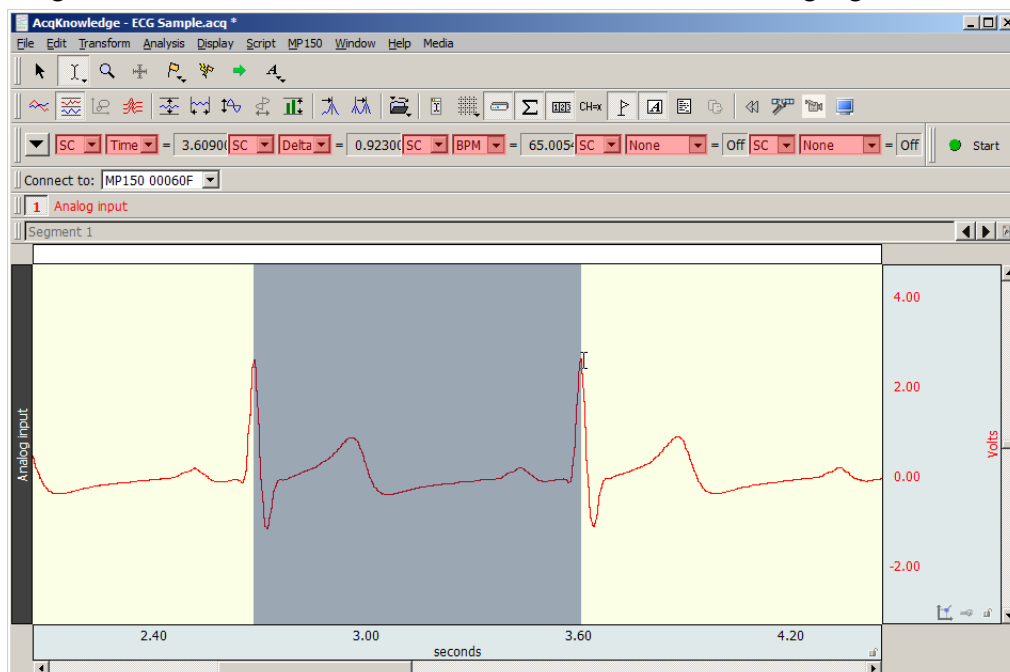 AcqKnowledge - ECG Sample.acq *
File Edit Transform Analysis Display Script MP150 Window Help Media
CH=x
SC Time = 3.6090 SC Delta = 0.9230 SC BPM = 65.005 SC None = Off SC None = Off Start
Connect to: MP150 00060F
1 Analog input
Segment 1
4.00
2.00
0.00
-2.00
Volts
Analog input
2.40 3.00 3.60 4.20
seconds